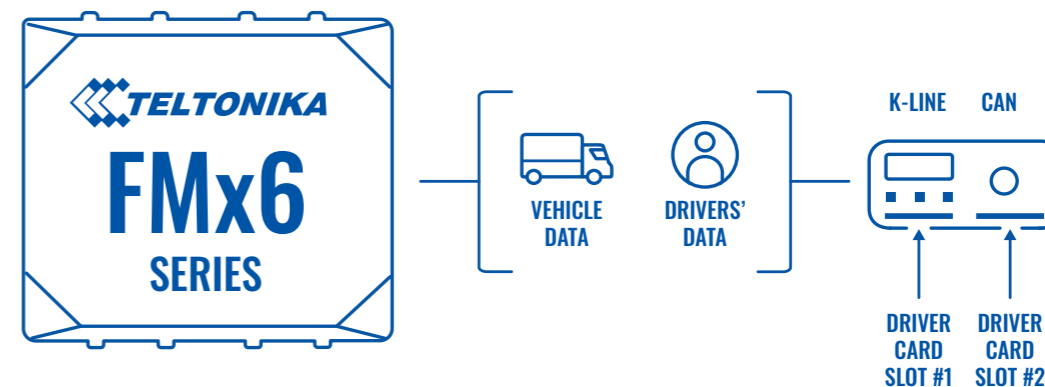 TELTONIKA
FMx6
SERIES
VEHICLE
DATA
DRIVERS'
DATA
K-LINE
CAN
DRIVER
CARD
SLOT #1
DRIVER
CARD
SLOT #2